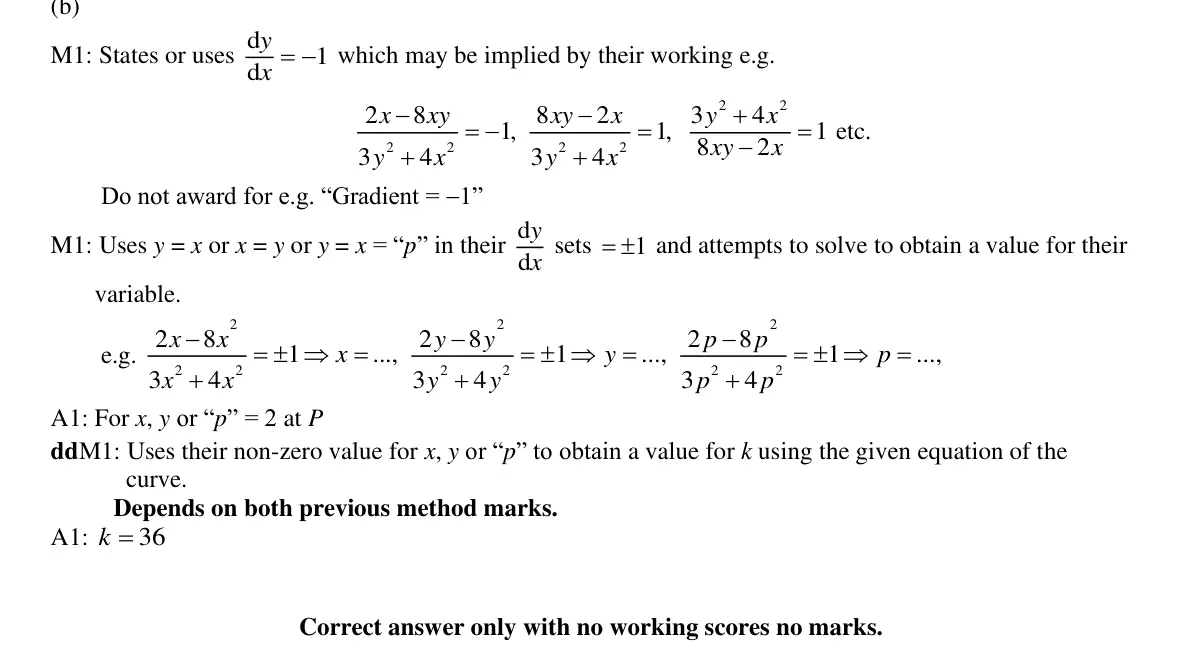 (b)
M1: States or uses dy/dx = –1 which may be implied by their working e.g.
(2x – 8xy)/(3y² + 4x²) = –1, (8xy – 2x)/(3y² + 4x²) = 1, (3y² + 4x²)/(8xy – 2x) = 1 etc.
Do not award for e.g. “Gradient = –1”
M1: Uses y = x or x = y or y = x = “p” in their dy/dx sets = ±1 and attempts to solve to obtain a value for their
variable.
e.g. (2x – 8x²)/(3x² + 4x²) = ±1 ⇒ x = ..., (2y – 8y²)/(3y² + 4y²) = ±1 ⇒ y = ..., (2p – 8p²)/(3p² + 4p²) = ±1 ⇒ p = ...,
A1: For x, y or “p” = 2 at P
ddM1: Uses their non-zero value for x, y or “p” to obtain a value for k using the given equation of the
curve.
Depends on both previous method marks.
A1: k = 36
Correct answer only with no working scores no marks.